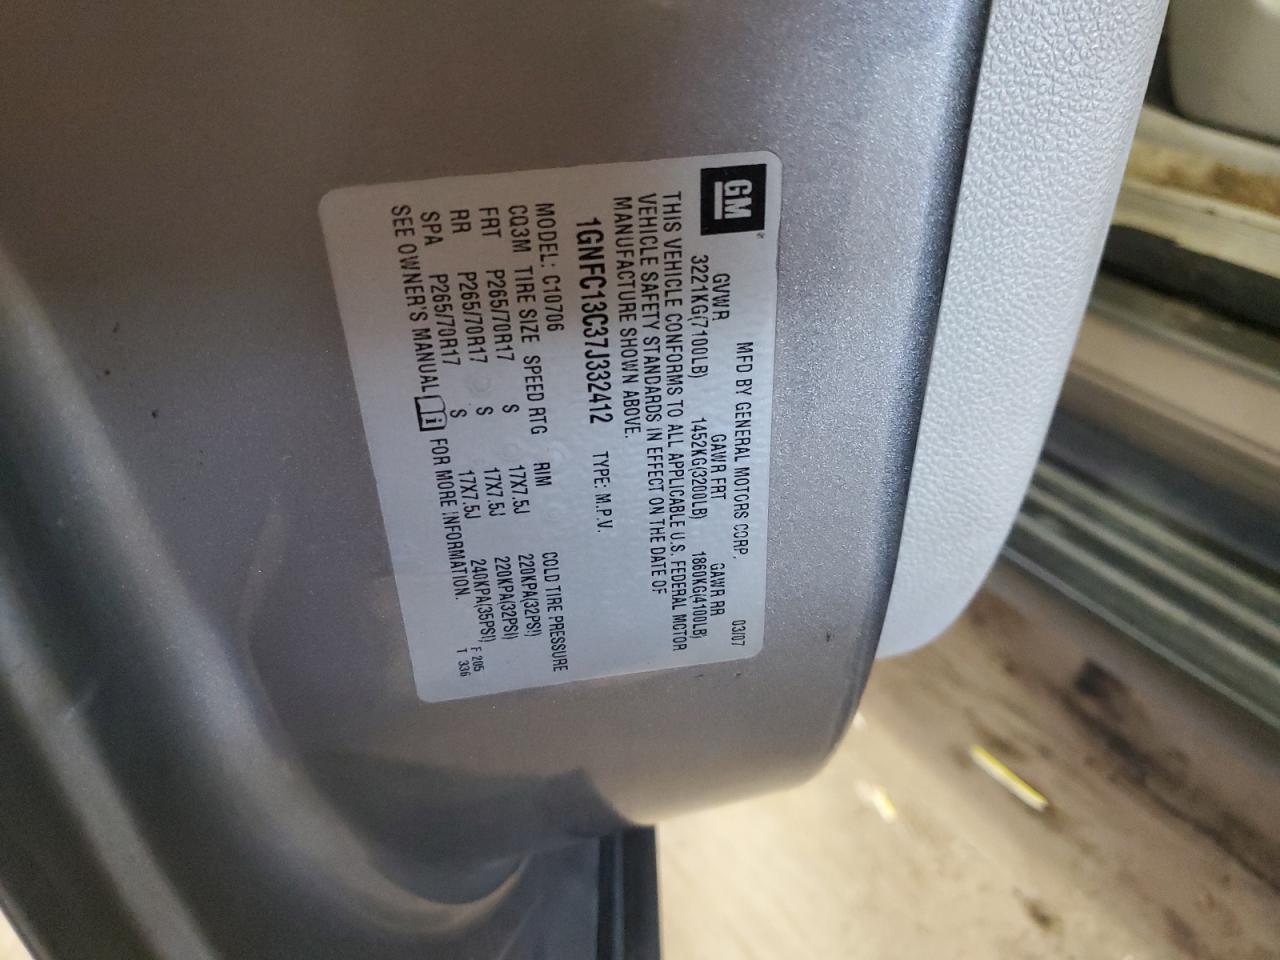 GM
MFD BY GENERAL MOTORS CORP. 03/07
GVWR GAWR FRT GAWR RR
3221KG(7100LB) 1452KG(3200LB) 1860KG(4100LB)
THIS VEHICLE CONFORMS TO ALL APPLICABLE U.S. FEDERAL MOTOR
VEHICLE SAFETY STANDARDS IN EFFECT ON THE DATE OF
MANUFACTURE SHOWN ABOVE.
1GNFC13C37J332412 TYPE: M.P.V.
MODEL: C10706
CQ3M TIRE SIZE SPEED RTG RIM COLD TIRE PRESSURE
FRT P265/70R17 S 17X7.5J 220KPA(32PSI)
RR P265/70R17 S 17X7.5J 220KPA(32PSI)
SPA P265/70R17 S 17X7.5J 240KPA(35PSI)
SEE OWNER'S MANUAL i FOR MORE INFORMATION.
F 205
T 336